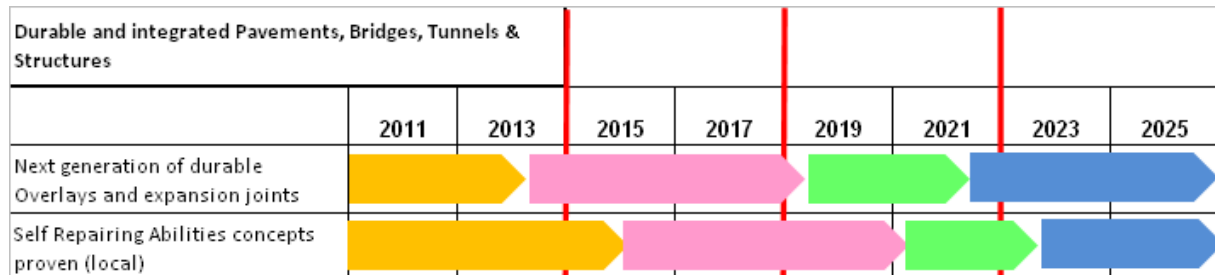 Durable and integrated Pavements, Bridges, Tunnels &
Structures
2011 2013 2015 2017 2019 2021 2023 2025
Next generation of durable
Overlays and expansion joints
Self Repairing Abilities concepts
proven (local)